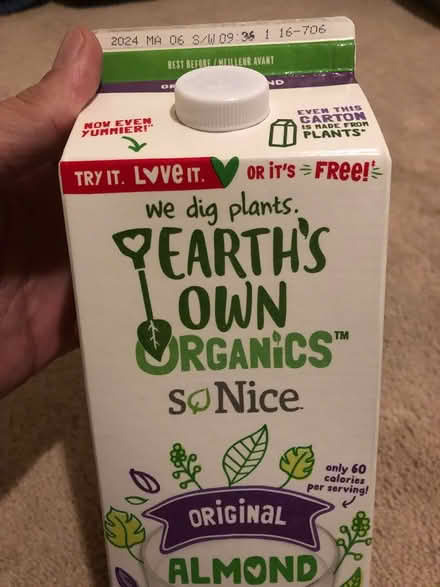 2024 MA 06 S/W 09:36 1 16-706
BEST BEFORE / MEILLEUR AVANT
NOW EVEN
YUMMIER!
EVEN THIS
CARTON
IS MADE FROM
PLANTS*
TRY IT. LOVE IT. OR IT'S FREE!‡
we dig plants.
EARTH'S
OWN
ORGANICS™
SoNice
only 60
calories
per serving!
ORIGINAL
ALMOND